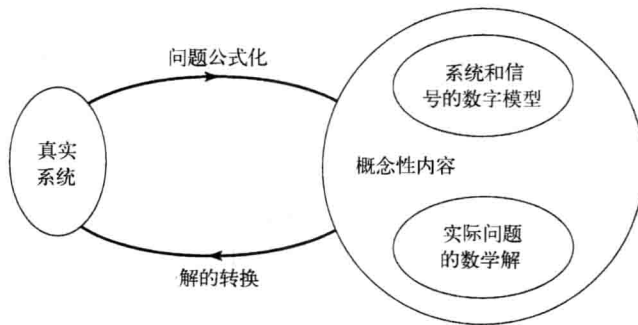 问题公式化
系统和信
号的数字模型
真实
系统
概念性内容
实际问题
的数学解
解的转换